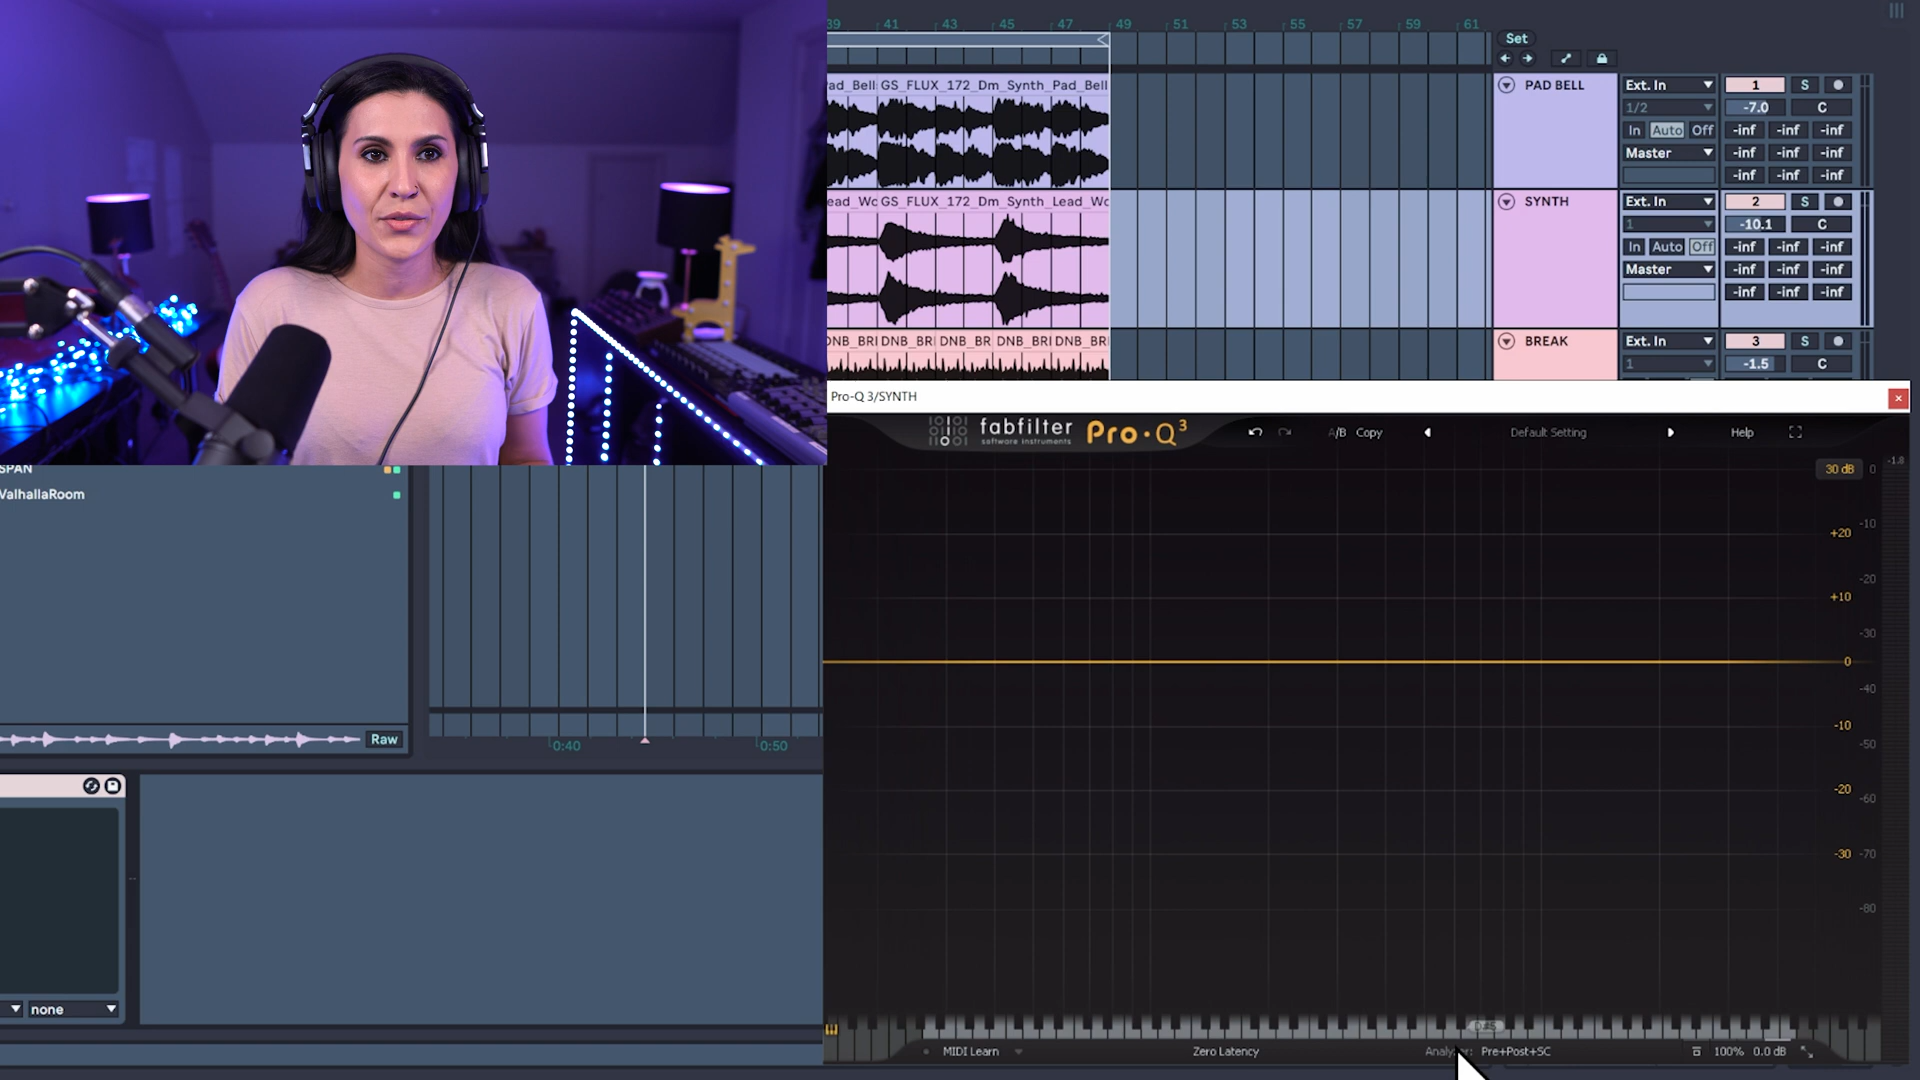 39 41 43 45 47 49 51 53 55 57 59 61
Set
ad_Bell GS_FLUX_172_Dm_Synth_Pad_Bell
PAD BELL Ext. In 1 S
1/2 -7.0 C
In Auto Off -inf -inf -inf
Master -inf -inf -inf
-inf -inf -inf
ead_Wc GS_FLUX_172_Dm_Synth_Lead_Wc
SYNTH Ext. In 2 S
1 -10.1 C
In Auto Off -inf -inf -inf
Master -inf -inf -inf
-inf -inf -inf
DNB_BRI DNB_BRI DNB_BR DNB_BRI DNB_BRI
BREAK Ext. In 3 S
1 -1.5 C
Pro-Q 3/SYNTH
fabfilter
software instruments
Pro·Q3
A/B Copy Default Setting Help
SPAN
ValhallaRoom
30 dB 0 -1.8
-10
+20
-20
+10
-30
0
-40
-10
-50
-20
-60
-30 -70
-80
Raw
0:40 0:50
none
MIDI Learn Zero Latency Pre+Post+SC 100% 0.0 dB